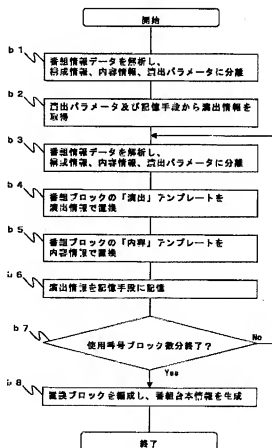 開始
b1
番組情報データを解析し、
構成情報、内容情報、演出パラメータに分離
b2
演出パラメータ及び記憶手段から演出情報を
取得
b3
番組情報データを解析し、
構成情報、内容情報、演出パラメータに分離
b4
番組ブロックの「演出」テンプレートを
演出情報で置換
b5
番組ブロックの「内容」テンプレートを
内容情報で置換
b6
演出情報を記憶手段に記憶
b7
使用番号ブロック数分終了？
No
Yes
b8
置換ブロックを編成し、番組台本情報を生成
終了